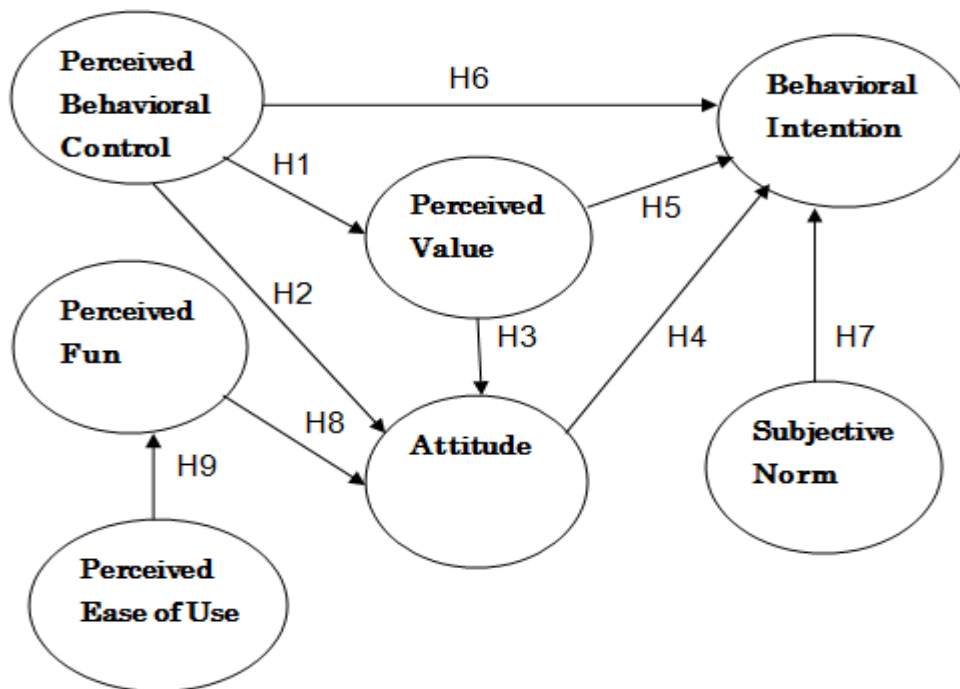 Perceived
Behavioral
Control
H6
Behavioral
Intention
H1
Perceived
Value
H5
H2
Perceived
Fun
H3
H4
H7
H8
Attitude
Subjective
Norm
H9
Perceived
Ease of Use